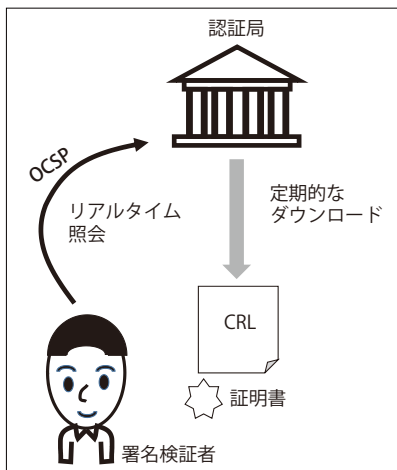 認証局
OCSP
リアルタイム
照会
定期的な
ダウンロード
CRL
証明書
署名検証者